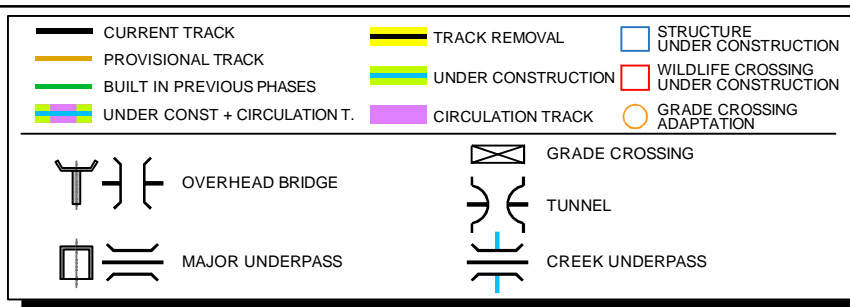 CURRENT TRACK
PROVISIONAL TRACK
BUILT IN PREVIOUS PHASES
UNDER CONST + CIRCULATION T.
TRACK REMOVAL
UNDER CONSTRUCTION
CIRCULATION TRACK
STRUCTURE
UNDER CONSTRUCTION
WILDLIFE CROSSING
UNDER CONSTRUCTION
GRADE CROSSING
ADAPTATION
OVERHEAD BRIDGE
MAJOR UNDERPASS
GRADE CROSSING
TUNNEL
CREEK UNDERPASS